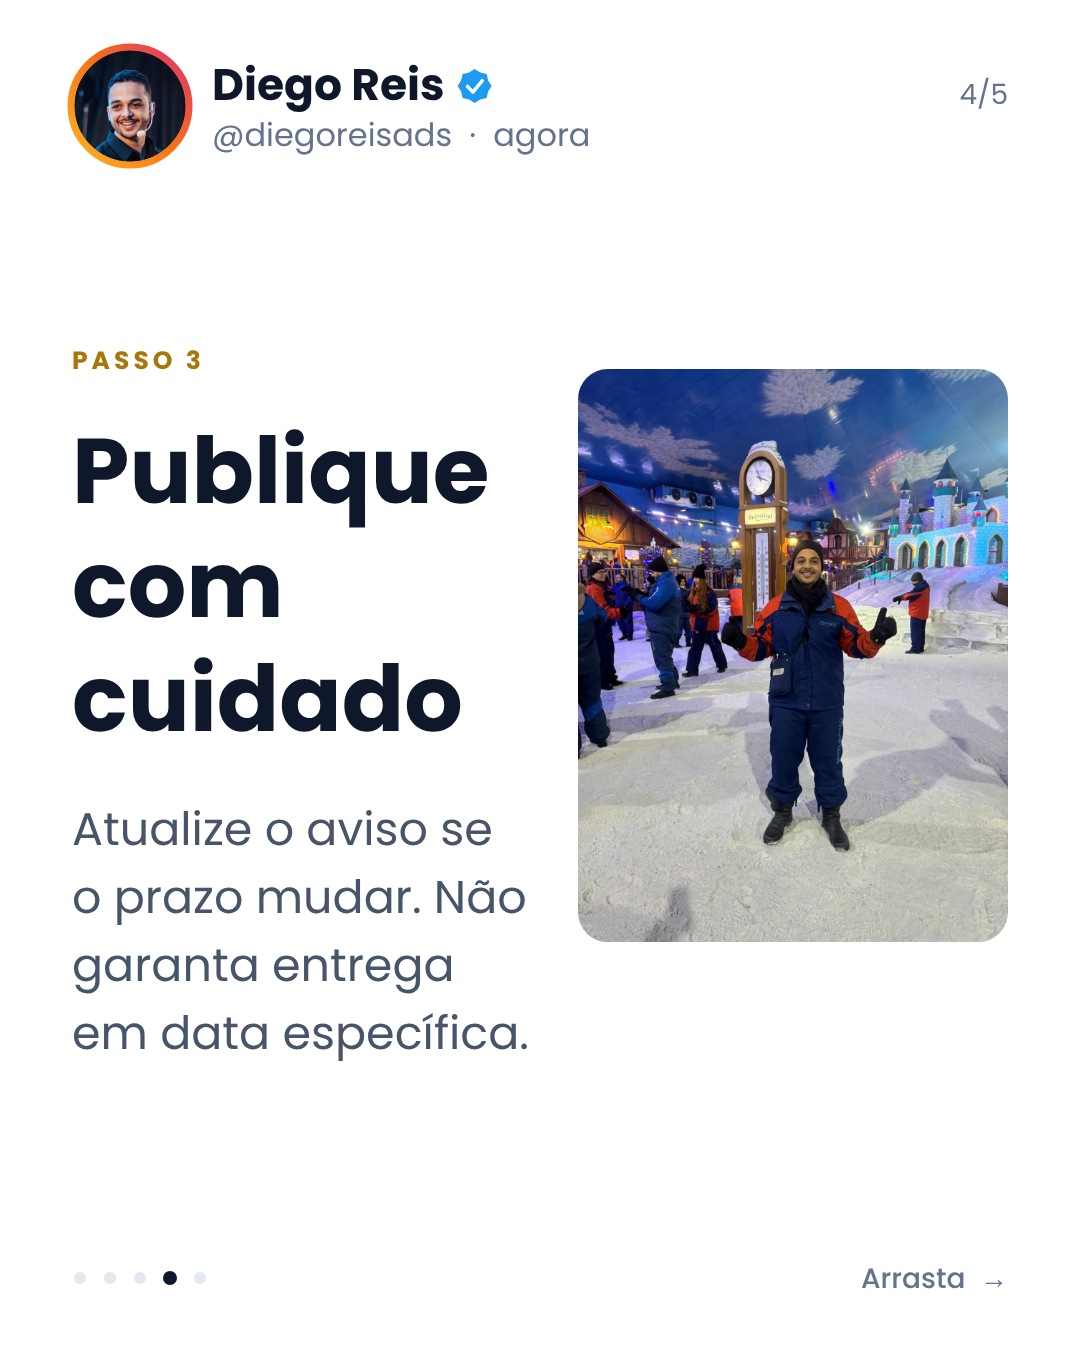 Diego Reis
@diegoreisads · agora
4/5
PASSO 3
Publique
com
cuidado
Atualize o aviso se
o prazo mudar. Não
garanta entrega
em data específica.
Arrasta →